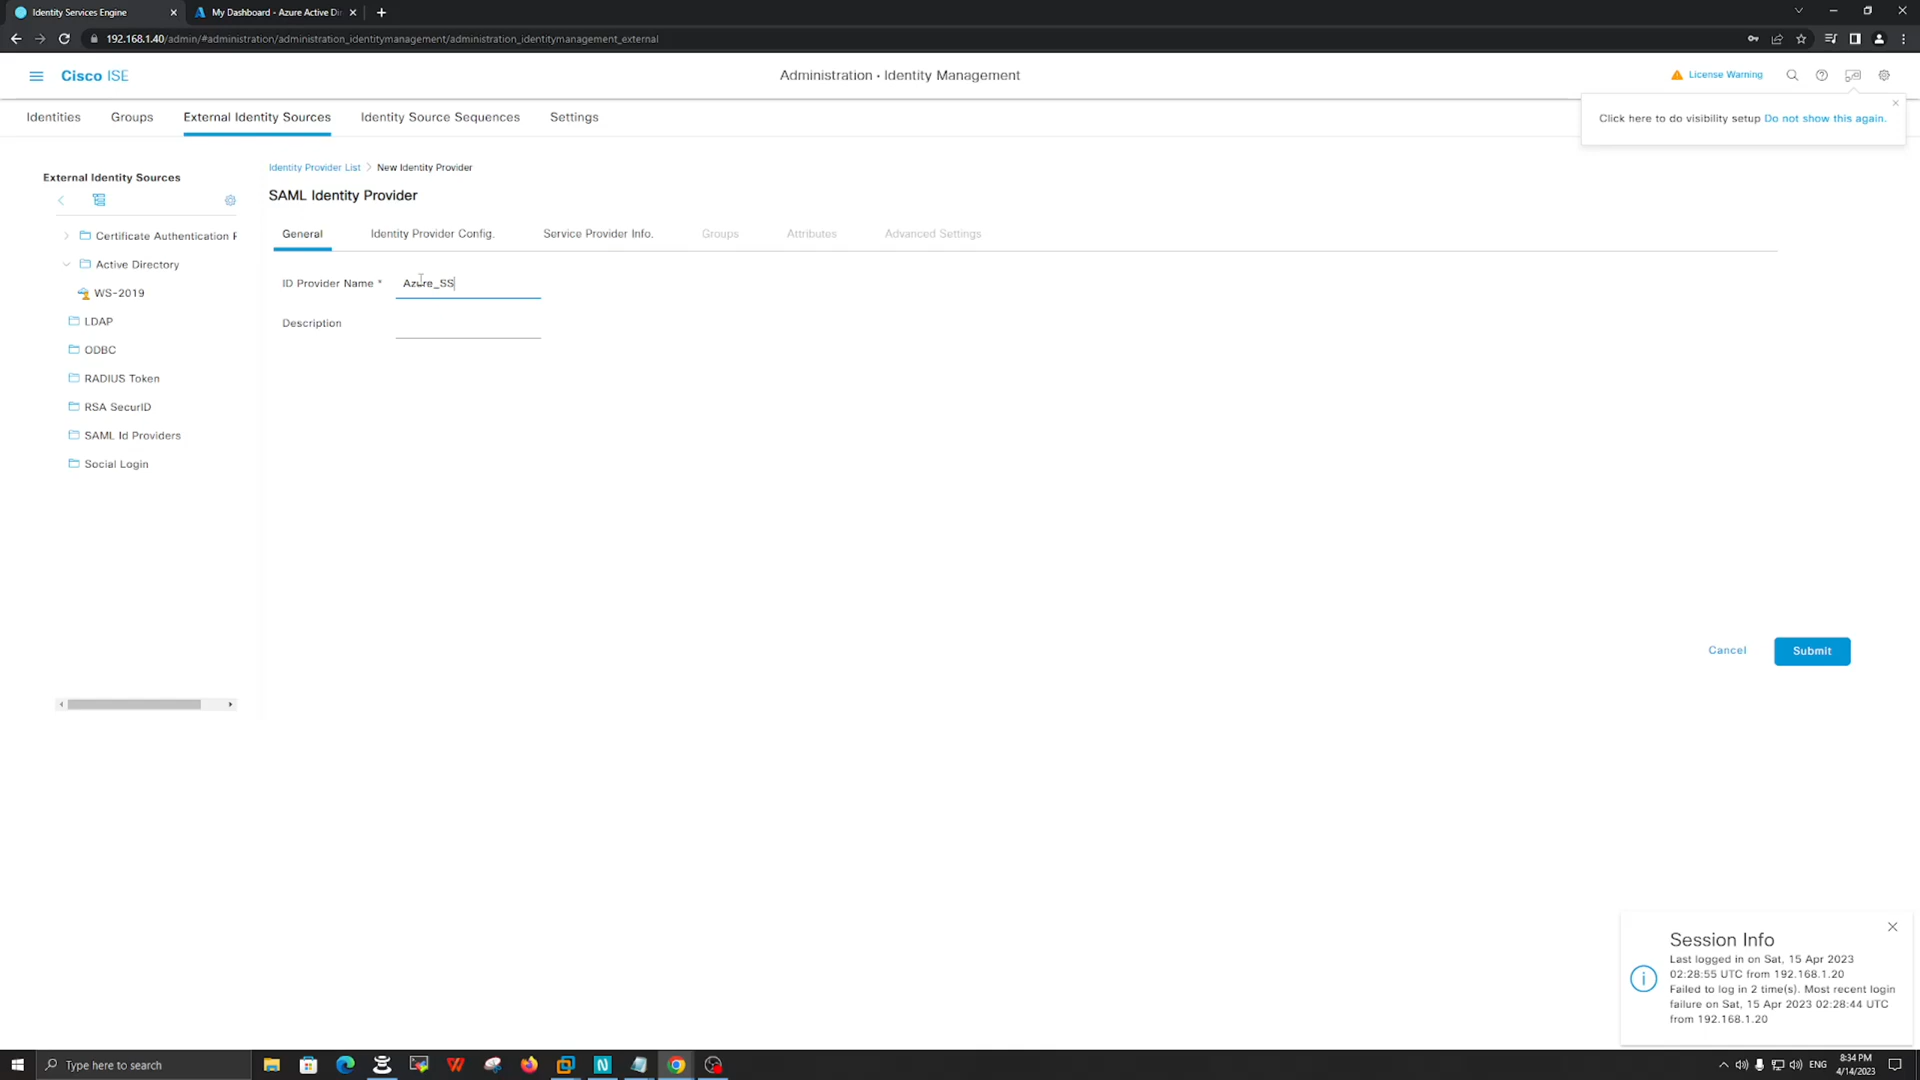 Identity Services Engine
My Dashboard - Azure Active Di
192.168.1.40/admin/#administration/administration_identitymanagement/administration_identitymanagement_external
Cisco ISE
Administration · Identity Management
License Warning
Identities
Groups
External Identity Sources
Identity Source Sequences
Settings
Click here to do visibility setup Do not show this again.
External Identity Sources
Certificate Authentication P
Active Directory
WS-2019
LDAP
ODBC
RADIUS Token
RSA SecurID
SAML Id Providers
Social Login
Identity Provider List > New Identity Provider
SAML Identity Provider
General
Identity Provider Config.
Service Provider Info.
Groups
Attributes
Advanced Settings
ID Provider Name *
Azure_SS
Description
Cancel
Submit
Session Info
Last logged in on Sat, 15 Apr 2023
02:28:55 UTC from 192.168.1.20
Failed to log in 2 time(s). Most recent login
failure on Sat, 15 Apr 2023 02:28:44 UTC
from 192.168.1.20
Type here to search
ENG
8:34 PM
4/14/2023